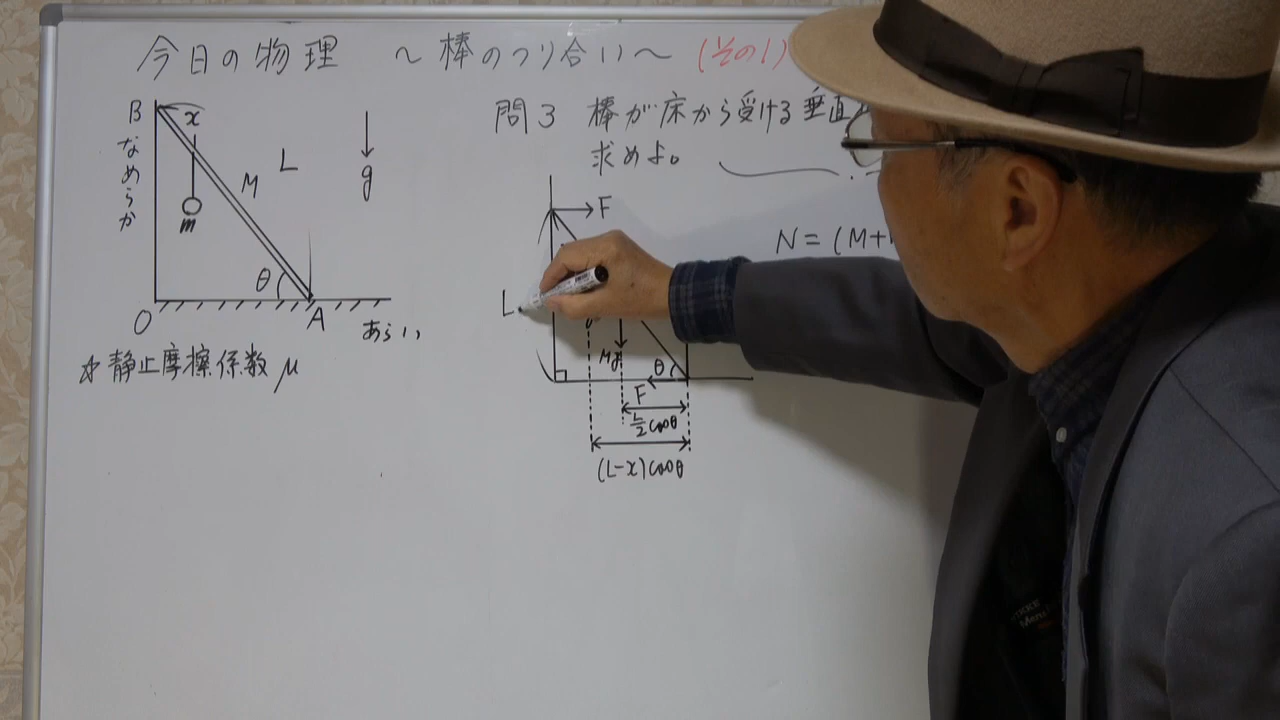 今日の物理 ～棒のつり合い～ (その1)
B
なめらか
x
L
M
m
g
θ
O
A
あらい
☆静止摩擦係数 μ
問3 棒が床から受ける垂直
求めよ。
F
N=(M+
L
Mg
θ
F
L/2 cosθ
(L-x)cosθ